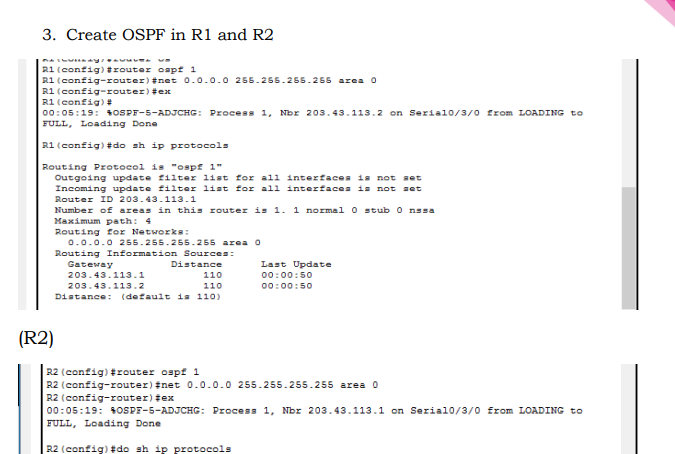 3. Create OSPF in R1 and R2
R1(config)#router ospf 1
R1(config-router)#net 0.0.0.0 255.255.255.255 area 0
R1(config-router)#ex
R1(config)#
00:05:19: %OSPF-5-ADJCHG: Process 1, Nbr 203.43.113.2 on Serial0/3/0 from LOADING to
FULL, Loading Done
R1(config)#do sh ip protocols
Routing Protocol is "ospf 1"
Outgoing update filter list for all interfaces is not set
Incoming update filter list for all interfaces is not set
Router ID 203.43.113.1
Number of areas in this router is 1. 1 normal 0 stub 0 nssa
Maximum path: 4
Routing for Networks:
0.0.0.0 255.255.255.255 area 0
Routing Information Sources:
Gateway Distance Last Update
203.43.113.1 110 00:00:50
203.43.113.2 110 00:00:50
Distance: (default is 110)
(R2)
R2(config)#router ospf 1
R2(config-router)#net 0.0.0.0 255.255.255.255 area 0
R2(config-router)#ex
00:05:19: %OSPF-5-ADJCHG: Process 1, Nbr 203.43.113.1 on Serial0/3/0 from LOADING to
FULL, Loading Done
R2(config)#do sh ip protocols